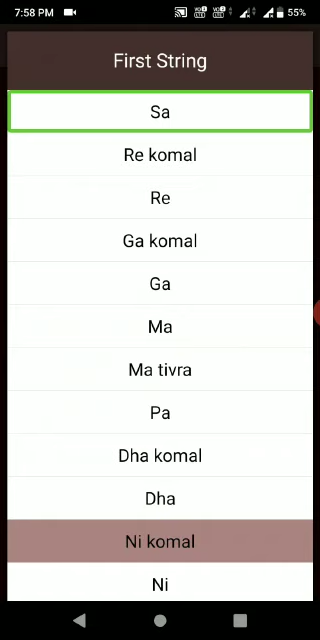 7:58 PM 55%
First String
Sa
Re komal
Re
Ga komal
Ga
Ma
Ma tivra
Pa
Dha komal
Dha
Ni komal
Ni